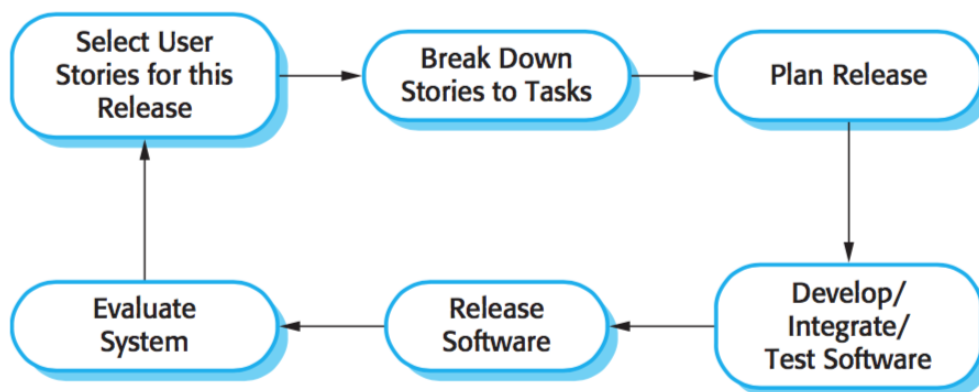 Select User
Stories for this
Release
Break Down
Stories to Tasks
Plan Release
Evaluate
System
Release
Software
Develop/
Integrate/
Test Software